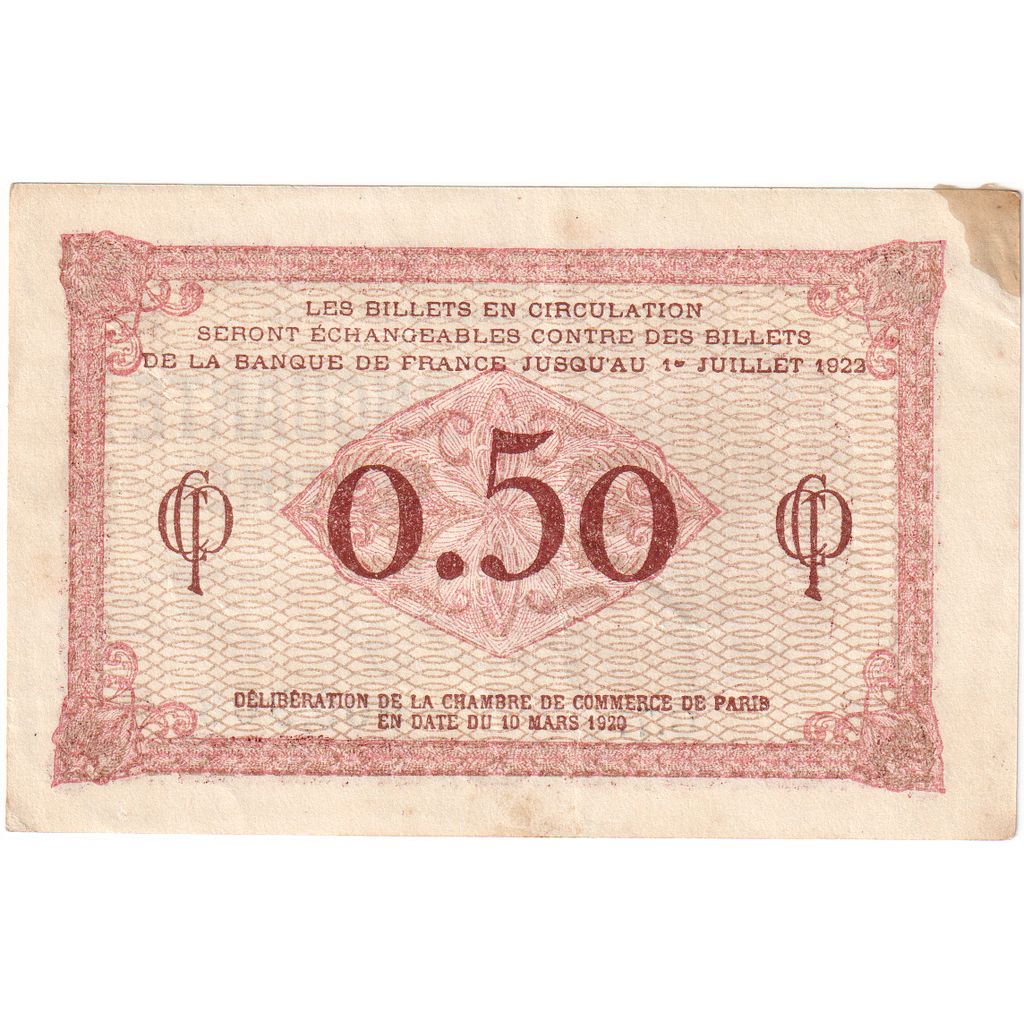 LES BILLETS EN CIRCULATION
SERONT ÉCHANGEABLES CONTRE DES BILLETS
DE LA BANQUE DE FRANCE JUSQU'AU 1er JUILLET 1922
0.50
DÉLIBÉRATION DE LA CHAMBRE DE COMMERCE DE PARIS
EN DATE DU 10 MARS 1920